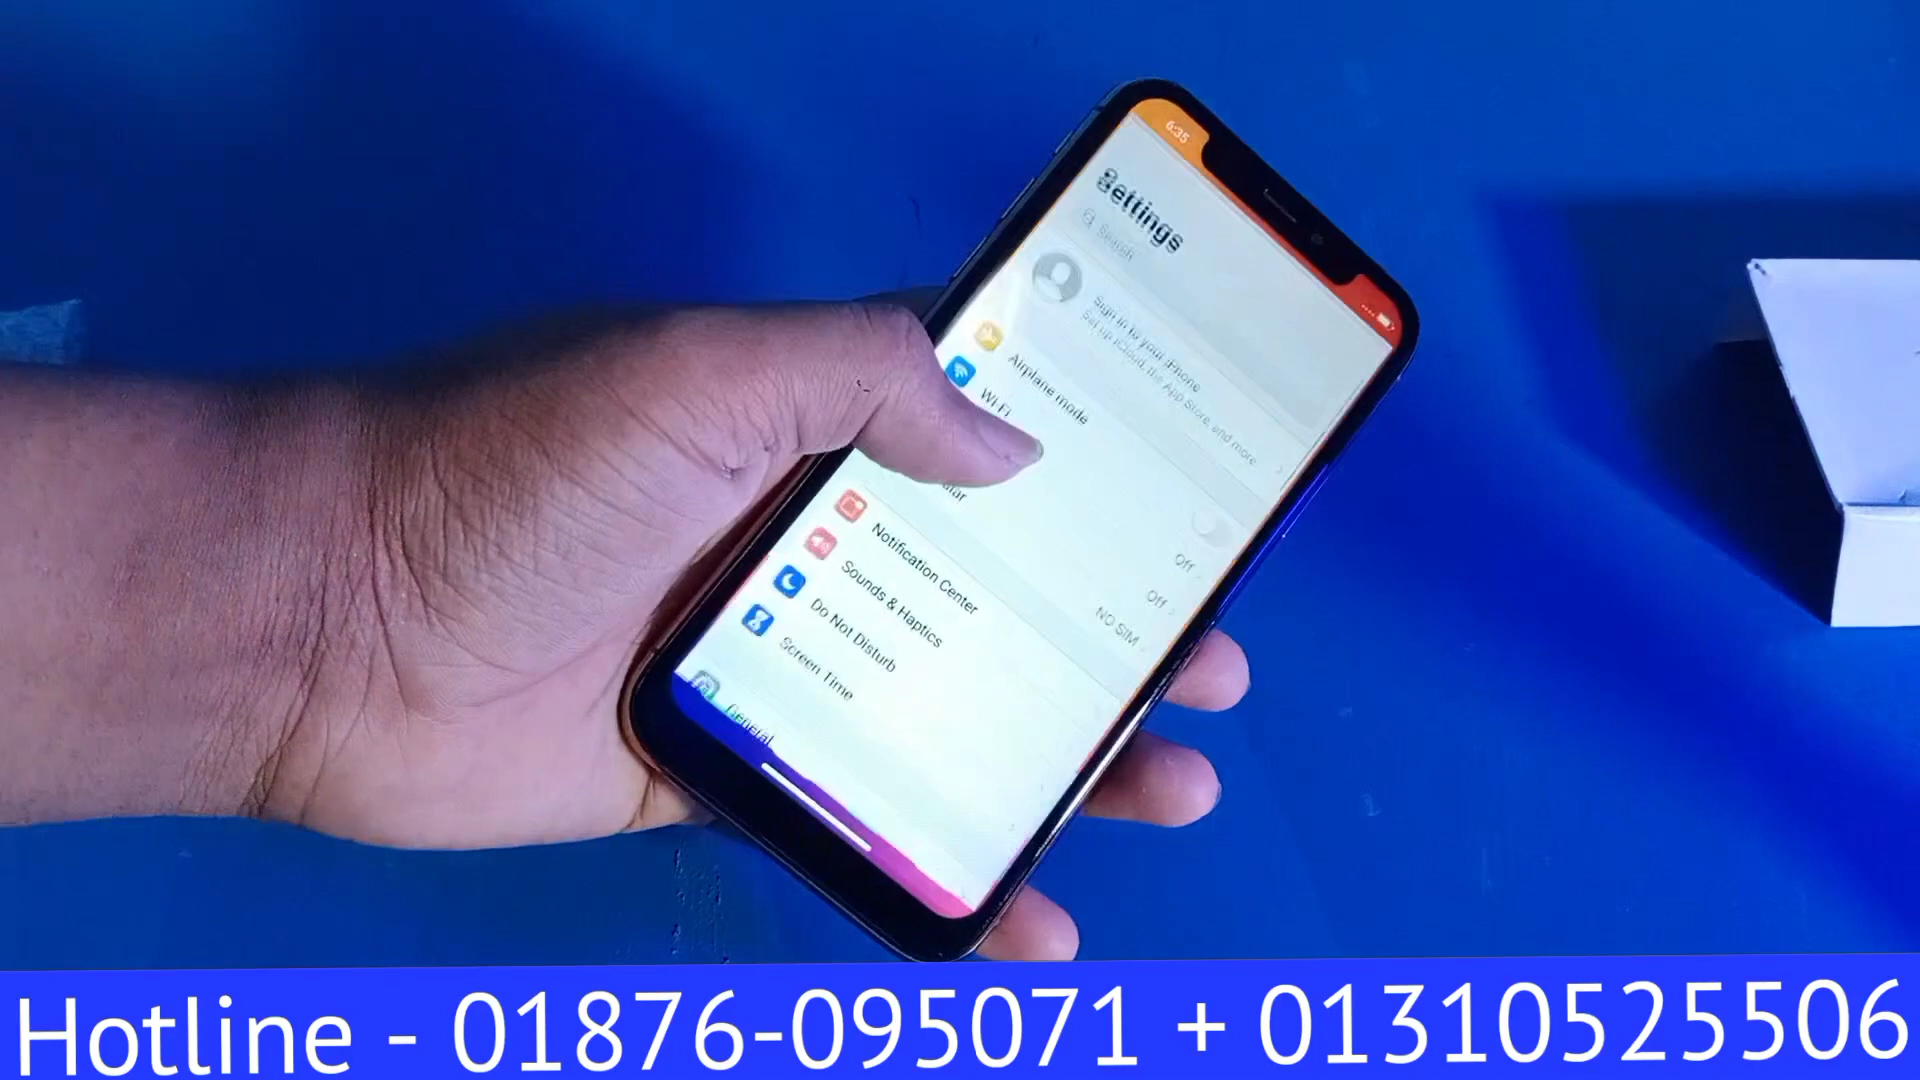 6:35
Settings
Search
Sign in to your iPhone
Set up iCloud, the App Store, and more
Airplane mode
Wi-Fi
Off
Off
NO SIM
Notification Center
Sounds & Haptics
Do Not Disturb
Screen Time
General
Hotline - 01876-095071 + 01310525506